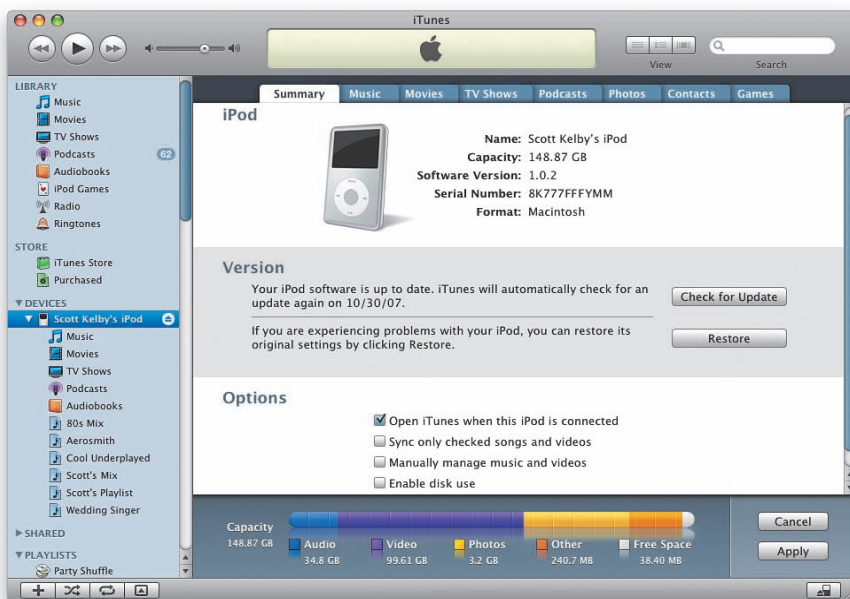 iTunes
View
Search
LIBRARY
Music
Movies
TV Shows
Podcasts 62
Audiobooks
iPod Games
Radio
Ringtones
STORE
iTunes Store
Purchased
DEVICES
Scott Kelby's iPod
Music
Movies
TV Shows
Podcasts
Audiobooks
80s Mix
Aerosmith
Cool Underplayed
Scott's Mix
Scott's Playlist
Wedding Singer
SHARED
PLAYLISTS
Party Shuffle
Summary Music Movies TV Shows Podcasts Photos Contacts Games
iPod
Name: Scott Kelby's iPod
Capacity: 148.87 GB
Software Version: 1.0.2
Serial Number: 8K777FFFYMM
Format: Macintosh
Version
Your iPod software is up to date. iTunes will automatically check for an
update again on 10/30/07.
Check for Update
If you are experiencing problems with your iPod, you can restore its
original settings by clicking Restore.
Restore
Options
Open iTunes when this iPod is connected
Sync only checked songs and videos
Manually manage music and videos
Enable disk use
Capacity
148.87 GB
Audio
34.8 GB
Video
99.61 GB
Photos
3.2 GB
Other
240.7 MB
Free Space
38.40 MB
Cancel
Apply